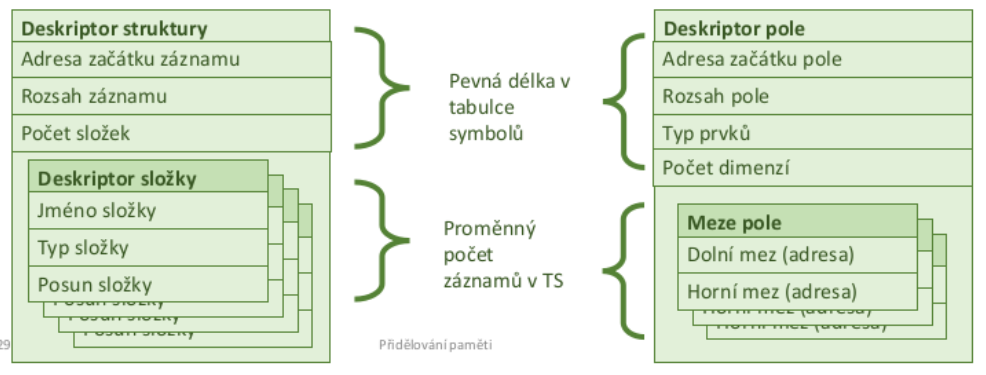 Deskriptor struktury
Adresa začátku záznamu
Rozsah záznamu
Počet složek
Deskriptor složky
Jméno složky
Typ složky
Posun složky
Posun složky
Posun složky
Posun složky
Pevná délka v
tabulce
symbolů
Proměnný
počet
záznamů v TS
Deskriptor pole
Adresa začátku pole
Rozsah pole
Typ prvků
Počet dimenzí
Meze pole
Dolní mez (adresa)
Horní mez (adresa)
Horní mez (adresa)
Horní mez (adresa)
29
Přidělování paměti